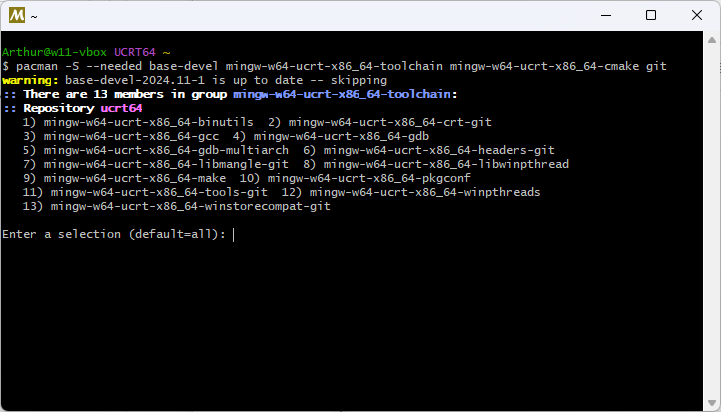 ~
Arthur@w11-vbox UCRT64 ~
$ pacman -S --needed base-devel mingw-w64-ucrt-x86_64-toolchain mingw-w64-ucrt-x86_64-cmake git
warning: base-devel-2024.11-1 is up to date -- skipping
:: There are 13 members in group mingw-w64-ucrt-x86_64-toolchain:
:: Repository ucrt64
   1) mingw-w64-ucrt-x86_64-binutils  2) mingw-w64-ucrt-x86_64-crt-git
   3) mingw-w64-ucrt-x86_64-gcc  4) mingw-w64-ucrt-x86_64-gdb
   5) mingw-w64-ucrt-x86_64-gdb-multiarch  6) mingw-w64-ucrt-x86_64-headers-git
   7) mingw-w64-ucrt-x86_64-libmangle-git  8) mingw-w64-ucrt-x86_64-libwinpthread
   9) mingw-w64-ucrt-x86_64-make  10) mingw-w64-ucrt-x86_64-pkgconf
   11) mingw-w64-ucrt-x86_64-tools-git  12) mingw-w64-ucrt-x86_64-winpthreads
   13) mingw-w64-ucrt-x86_64-winstorecompat-git
Enter a selection (default=all):